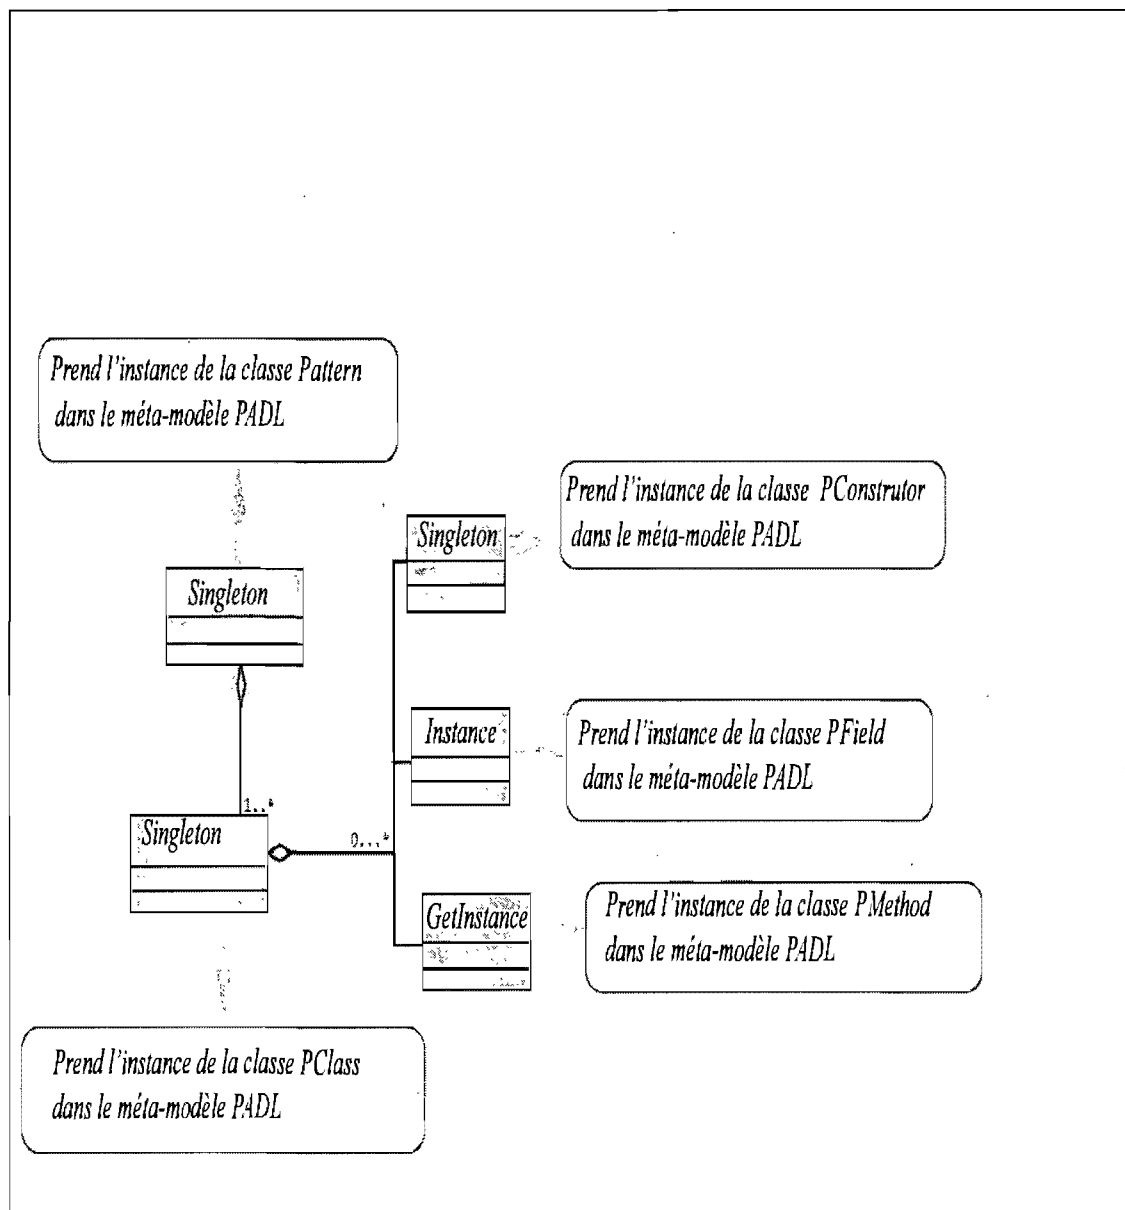 Prend l'instance de la classe Pattern
dans le méta-modèle PADL
Prend l'instance de la classe PConstrutor
dans le méta-modèle PADL
Singleton
Singleton
Instance
Prend l'instance de la classe PField
dans le méta-modèle PADL
1..*
Singleton
0...*
GetInstance
Prend l'instance de la classe PMethod
dans le méta-modèle PADL
Prend l'instance de la classe PClass
dans le méta-modèle PADL